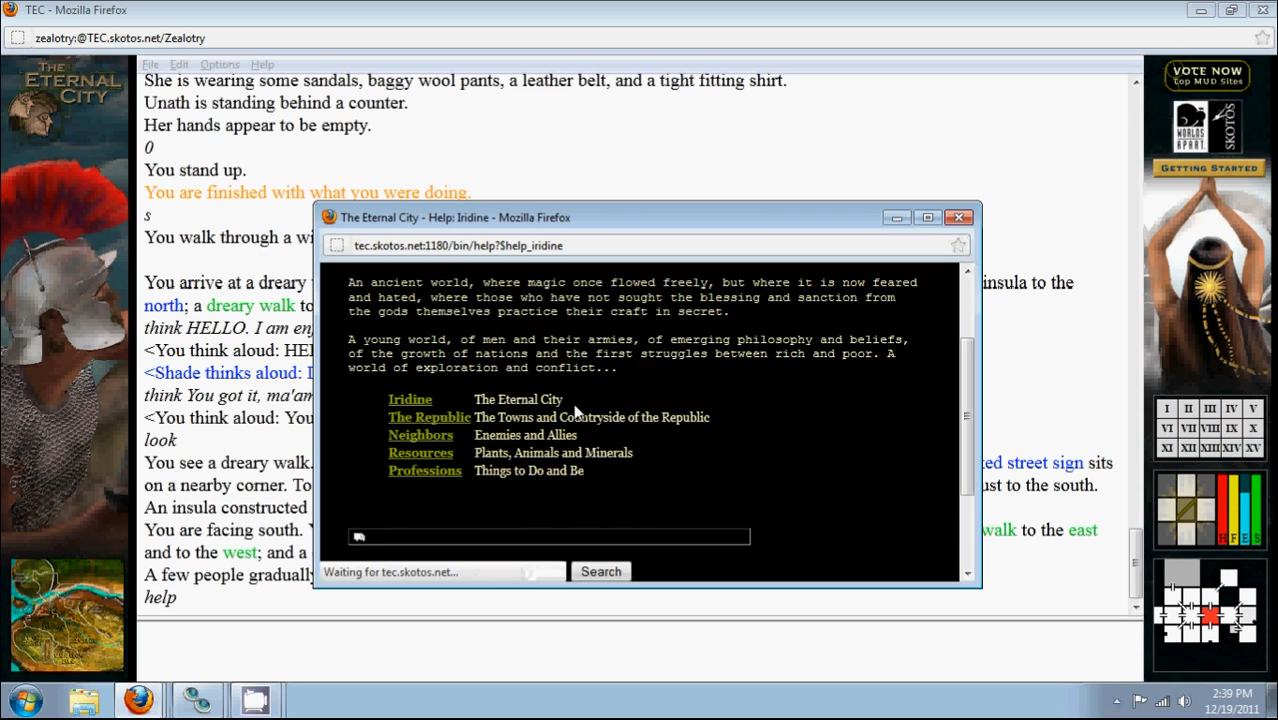 TEC - Mozilla Firefox
zealotry:@TEC.skotos.net/Zealotry
THE ETERNAL CITY
File Edit Options Help
She is wearing some sandals, baggy wool pants, a leather belt, and a tight fitting shirt.
Unath is standing behind a counter.
Her hands appear to be empty.
0
You stand up.
You are finished with what you were doing.
s
You walk through a wi
You arrive at a dreary
insula to the
north; a dreary walk to
think HELLO. I am en
<You think aloud: HE
<Shade thinks aloud: I
think You got it, ma'am
<You think aloud: You
look
You see a dreary walk.
ted street sign sits
on a nearby corner. To
ust to the south.
An insula constructed
You are facing south. Y
walk to the east
and to the west; and a
A few people gradually
help
The Eternal City - Help: Iridine - Mozilla Firefox
tec.skotos.net:1180/bin/help?$help_iridine
An ancient world, where magic once flowed freely, but where it is now feared
and hated, where those who have not sought the blessing and sanction from
the gods themselves practice their craft in secret.
A young world, of men and their armies, of emerging philosophy and beliefs,
of the growth of nations and the first struggles between rich and poor. A
world of exploration and conflict...
Iridine The Eternal City
The Republic The Towns and Countryside of the Republic
Neighbors Enemies and Allies
Resources Plants, Animals and Minerals
Professions Things to Do and Be
Waiting for tec.skotos.net...
Search
VOTE NOW
Top MUD Sites
WORLDS APART
SKOTOS
GETTING STARTED
I II III IV V
VI VII VIII IX X
XI XII XIII XIV XV
H F E S
2:39 PM
12/19/2011